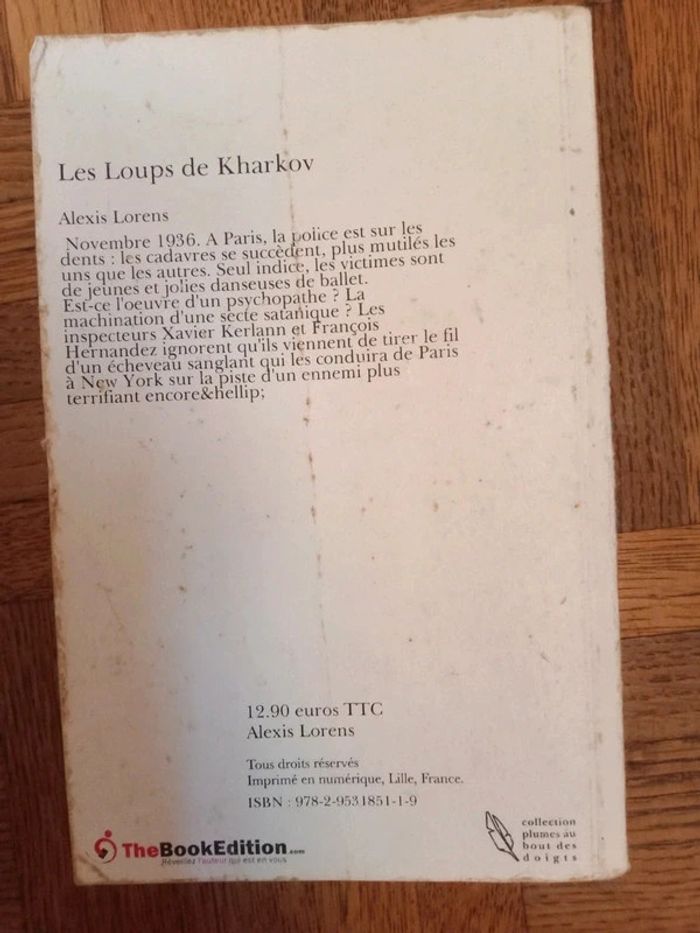 Les Loups de Kharkov
Alexis Lorens
Novembre 1936. A Paris, la police est sur les
dents : les cadavres se succèdent, plus mutilés les
uns que les autres. Seul indice, les victimes sont
de jeunes et jolies danseuses de ballet.
Est-ce l'oeuvre d'un psychopathe ? La
machination d'une secte satanique ? Les
inspecteurs Xavier Kerlann et François
Hernandez ignorent qu'ils viennent de tirer le fil
d'un écheveau sanglant qui les conduira de Paris
à New York sur la piste d'un ennemi plus
terrifiant encore&hellip;
12.90 euros TTC
Alexis Lorens
Tous droits réservés
Imprimé en numérique, Lille, France.
ISBN : 978-2-9531851-1-9
TheBookEdition.com
Réveillez l'auteur qui est en vous
collection
plumes au
bout des
doigts